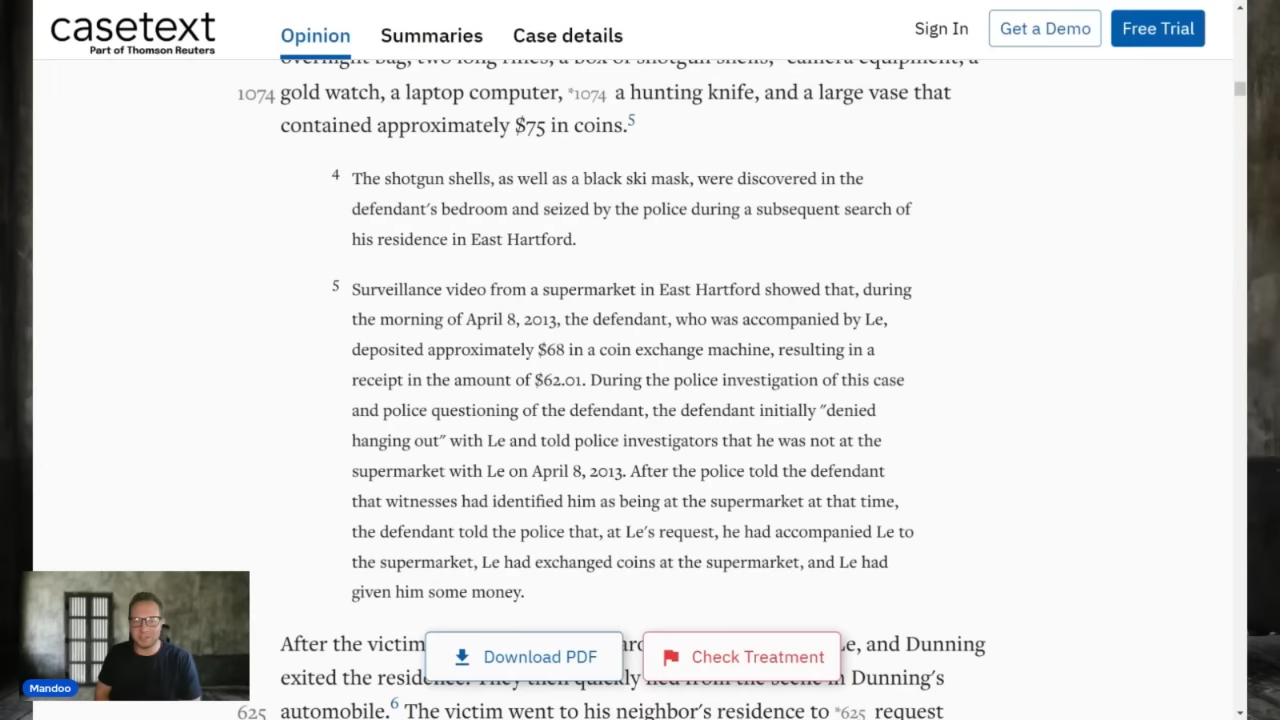 casetext
Part of Thomson Reuters
Opinion
Summaries
Case details
Sign In
Get a Demo
Free Trial
overnight bag, two long rifles, a box of shotgun shells, camera equipment, a
1074 gold watch, a laptop computer, *1074 a hunting knife, and a large vase that
contained approximately $75 in coins.5
4 The shotgun shells, as well as a black ski mask, were discovered in the
defendant's bedroom and seized by the police during a subsequent search of
his residence in East Hartford.
5 Surveillance video from a supermarket in East Hartford showed that, during
the morning of April 8, 2013, the defendant, who was accompanied by Le,
deposited approximately $68 in a coin exchange machine, resulting in a
receipt in the amount of $62.01. During the police investigation of this case
and police questioning of the defendant, the defendant initially "denied
hanging out" with Le and told police investigators that he was not at the
supermarket with Le on April 8, 2013. After the police told the defendant
that witnesses had identified him as being at the supermarket at that time,
the defendant told the police that, at Le's request, he had accompanied Le to
the supermarket, Le had exchanged coins at the supermarket, and Le had
given him some money.
After the victim Le, and Dunning
exited the residence. They then quickly fled from the scene in Dunning's
625 automobile.6 The victim went to his neighbor's residence to *625 request
Download PDF
Check Treatment
Mandoo